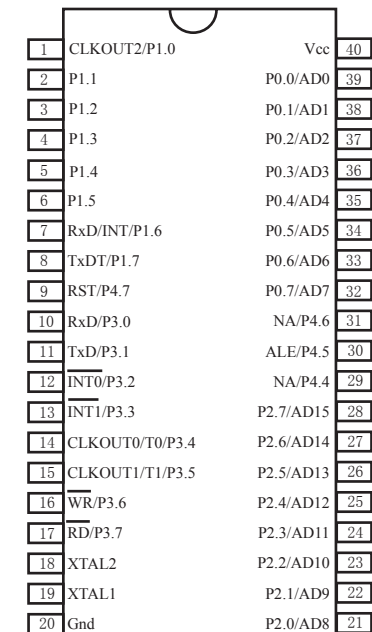 1 CLKOUT2/P1.0 Vcc 40
2 P1.1 P0.0/AD0 39
3 P1.2 P0.1/AD1 38
4 P1.3 P0.2/AD2 37
5 P1.4 P0.3/AD3 36
6 P1.5 P0.4/AD4 35
7 RxD/INT/P1.6 P0.5/AD5 34
8 TxDT/P1.7 P0.6/AD6 33
9 RST/P4.7 P0.7/AD7 32
10 RxD/P3.0 NA/P4.6 31
11 TxD/P3.1 ALE/P4.5 30
12 INT0/P3.2 NA/P4.4 29
13 INT1/P3.3 P2.7/AD15 28
14 CLKOUT0/T0/P3.4 P2.6/AD14 27
15 CLKOUT1/T1/P3.5 P2.5/AD13 26
16 WR/P3.6 P2.4/AD12 25
17 RD/P3.7 P2.3/AD11 24
18 XTAL2 P2.2/AD10 23
19 XTAL1 P2.1/AD9 22
20 Gnd P2.0/AD8 21